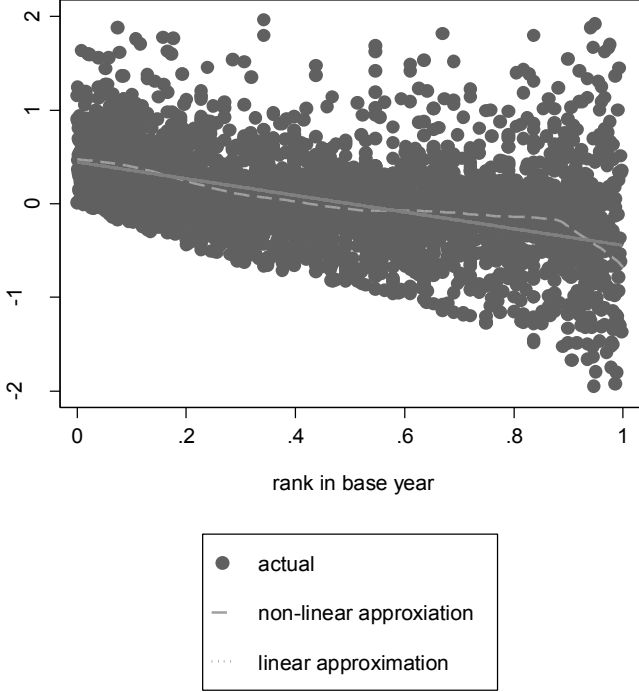 2
1
0
-1
-2
0
.2
.4
.6
.8
1
rank in base year
actual
non-linear approxiation
linear approximation